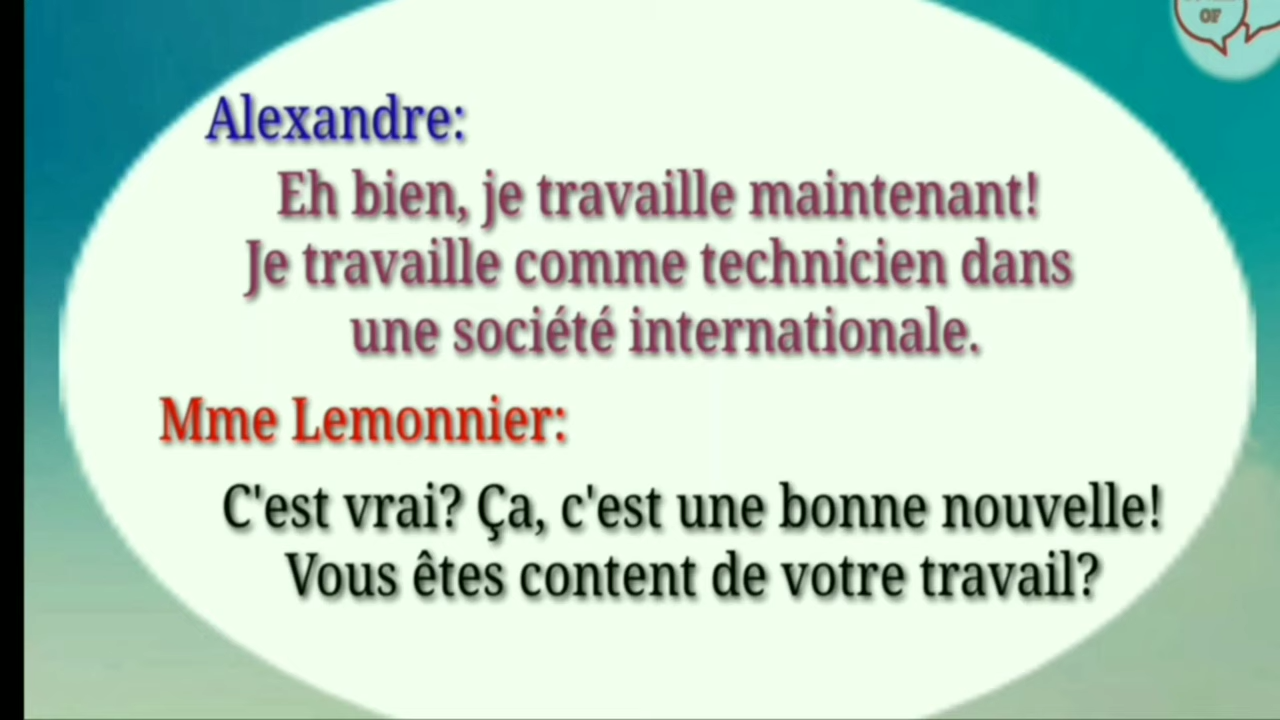 OF
Alexandre:
Eh bien, je travaille maintenant!
Je travaille comme technicien dans
une société internationale.
Mme Lemonnier:
C'est vrai? Ça, c'est une bonne nouvelle!
Vous êtes content de votre travail?